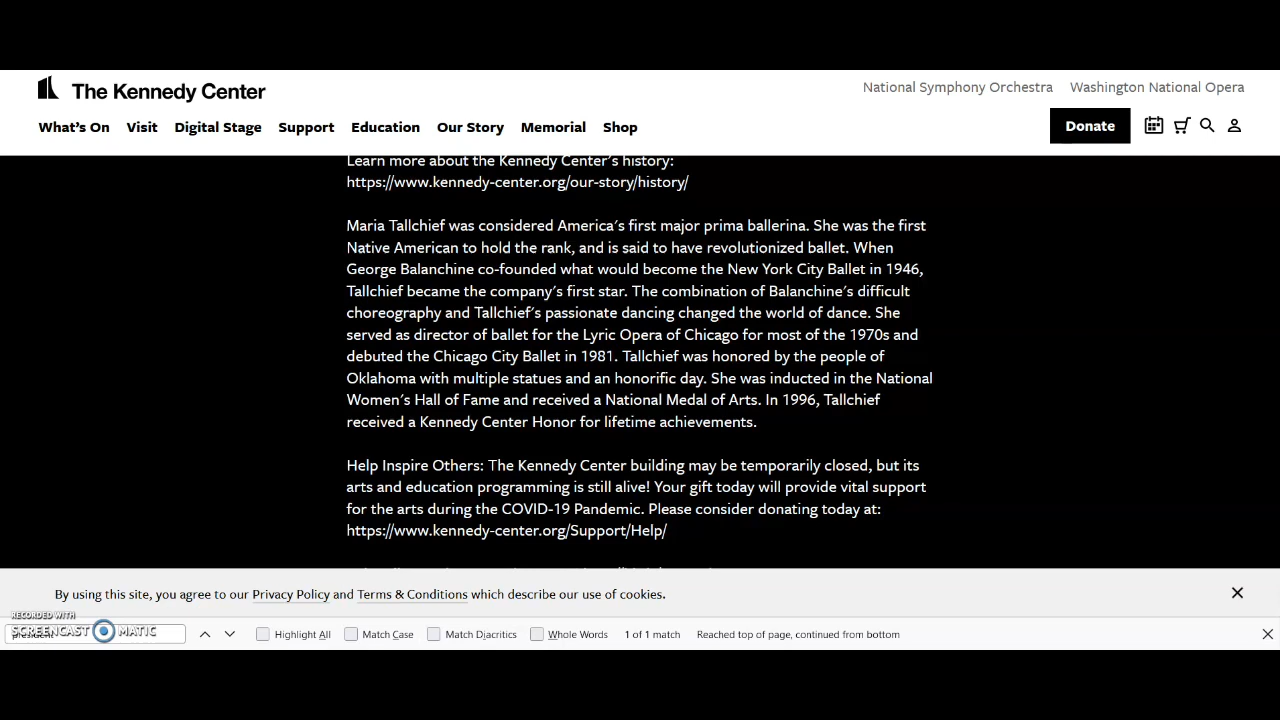 The Kennedy Center
National Symphony Orchestra Washington National Opera
What's On Visit Digital Stage Support Education Our Story Memorial Shop
Donate
Learn more about the Kennedy Center's history:
https://www.kennedy-center.org/our-story/history/
Maria Tallchief was considered America's first major prima ballerina. She was the first
Native American to hold the rank, and is said to have revolutionized ballet. When
George Balanchine co-founded what would become the New York City Ballet in 1946,
Tallchief became the company's first star. The combination of Balanchine's difficult
choreography and Tallchief's passionate dancing changed the world of dance. She
served as director of ballet for the Lyric Opera of Chicago for most of the 1970s and
debuted the Chicago City Ballet in 1981. Tallchief was honored by the people of
Oklahoma with multiple statues and an honorific day. She was inducted in the National
Women's Hall of Fame and received a National Medal of Arts. In 1996, Tallchief
received a Kennedy Center Honor for lifetime achievements.
Help Inspire Others: The Kennedy Center building may be temporarily closed, but its
arts and education programming is still alive! Your gift today will provide vital support
for the arts during the COVID-19 Pandemic. Please consider donating today at:
https://www.kennedy-center.org/Support/Help/
By using this site, you agree to our Privacy Policy and Terms & Conditions which describe our use of cookies.
RECORDED WITH
SCREENCAST MATIC
Highlight All Match Case Match Diacritics Whole Words 1 of 1 match Reached top of page, continued from bottom